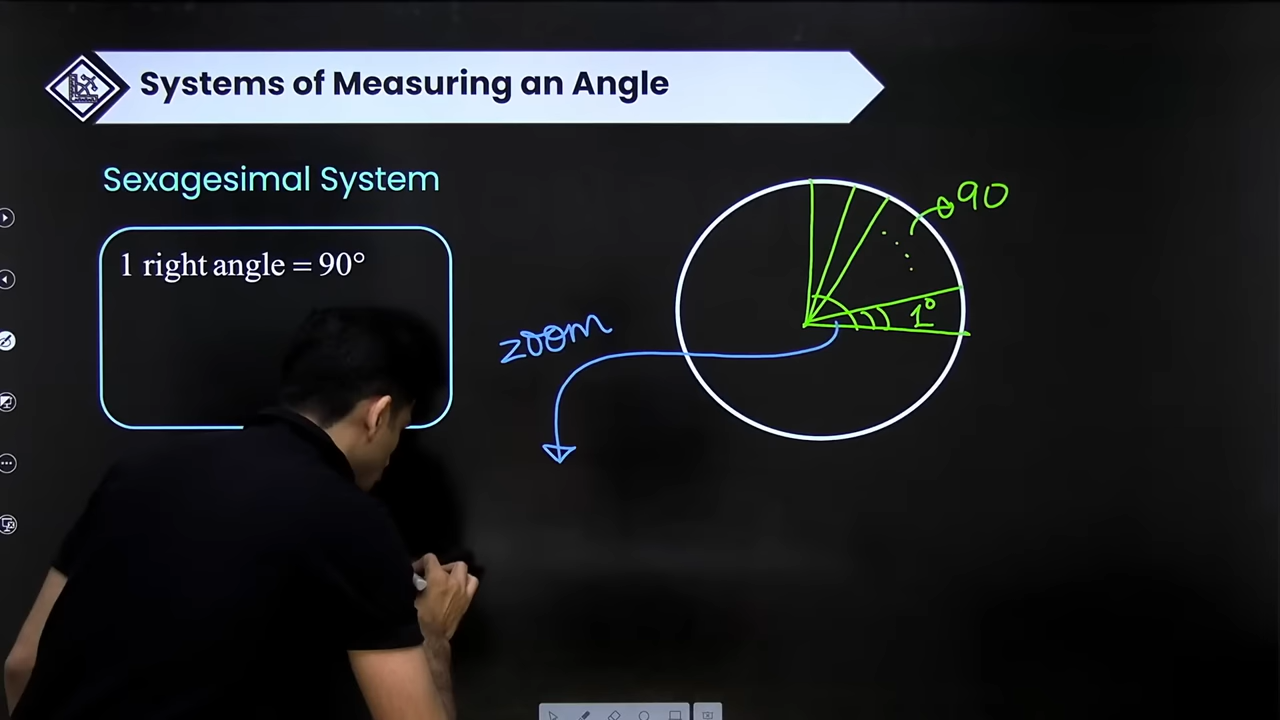 Systems of Measuring an Angle
Sexagesimal System
1 right angle = 90°
90
1°
zoom